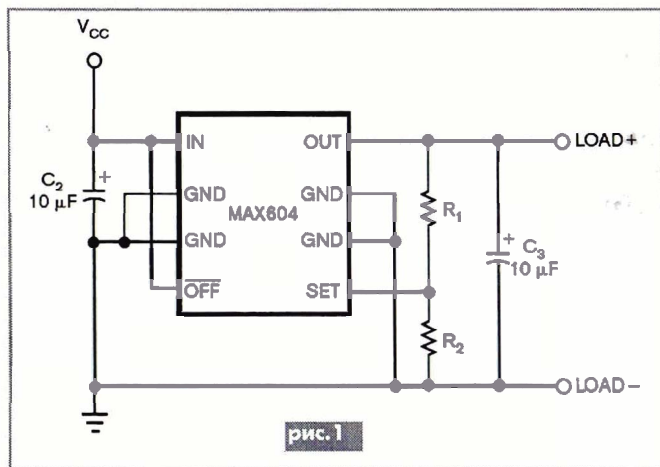 VCC
IN
OUT
LOAD+
C2
+
10 µF
GND
GND
MAX604
GND
GND
R1
+
C3
10 µF
OFF
SET
R2
LOAD−
рис. 1